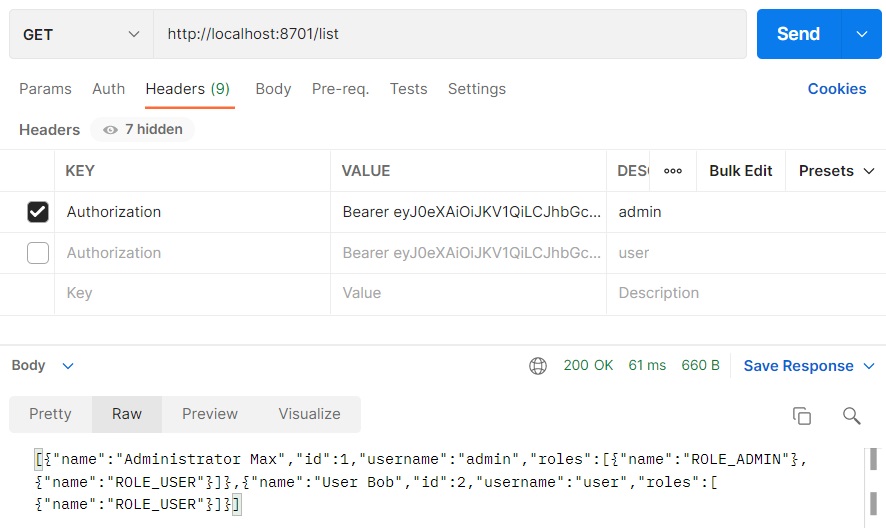 GET http://localhost:8701/list Send
Params Auth Headers (9) Body Pre-req. Tests Settings Cookies
Headers 7 hidden
KEY VALUE DESC Bulk Edit Presets
Authorization Bearer eyJ0eXAiOiJKV1QiLCJhbGc... admin
Authorization Bearer eyJ0eXAiOiJKV1QiLCJhbGc... user
Key Value Description
Body 200 OK 61 ms 660 B Save Response
Pretty Raw Preview Visualize
[{"name":"Administrator Max","id":1,"username":"admin","roles":[{"name":"ROLE_ADMIN"},
{"name":"ROLE_USER"}]},{"name":"User Bob","id":2,"username":"user","roles":[
{"name":"ROLE_USER"}]}]